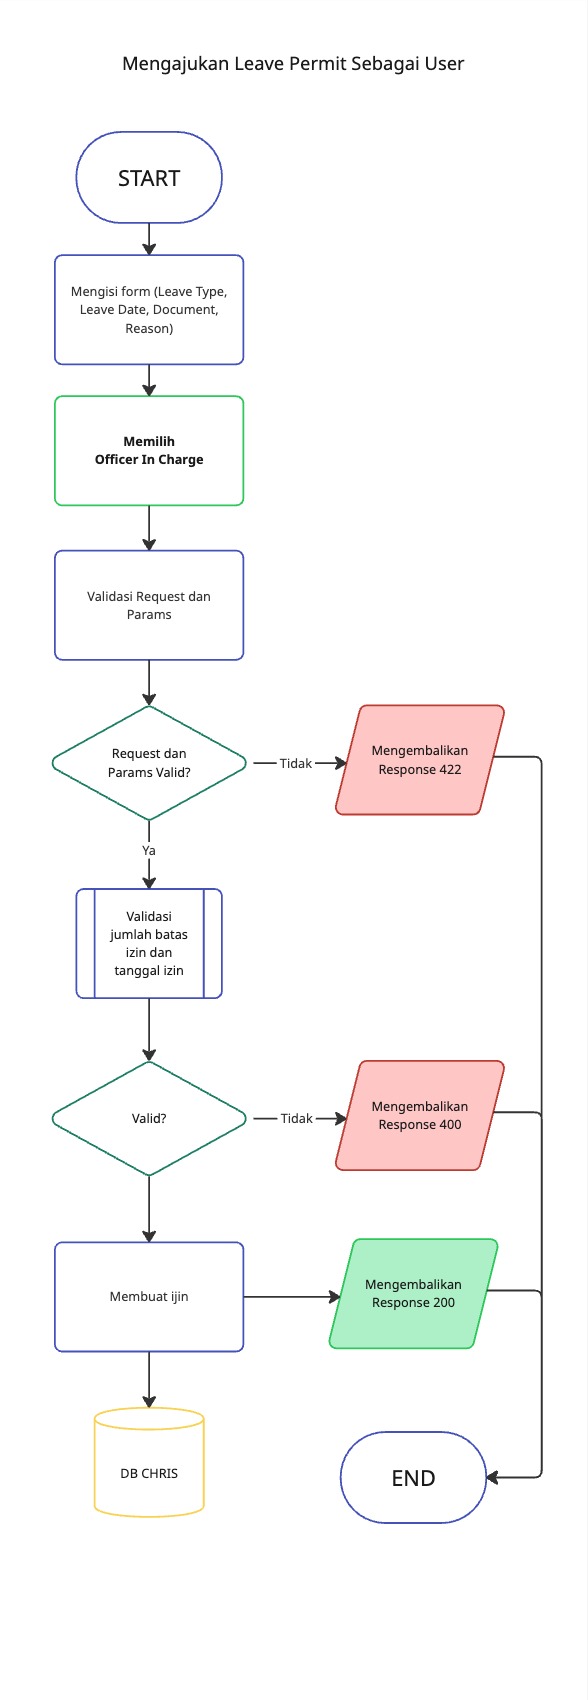 Mengajukan Leave Permit Sebagai User
START
Mengisi form (Leave Type,
Leave Date, Document,
Reason)
Memilih
Officer In Charge
Validasi Request dan
Params
Request dan
Params Valid?
Tidak
Mengembalikan
Response 422
Ya
Validasi
jumlah batas
izin dan
tanggal izin
Valid?
Tidak
Mengembalikan
Response 400
Membuat ijin
Mengembalikan
Response 200
DB CHRIS
END